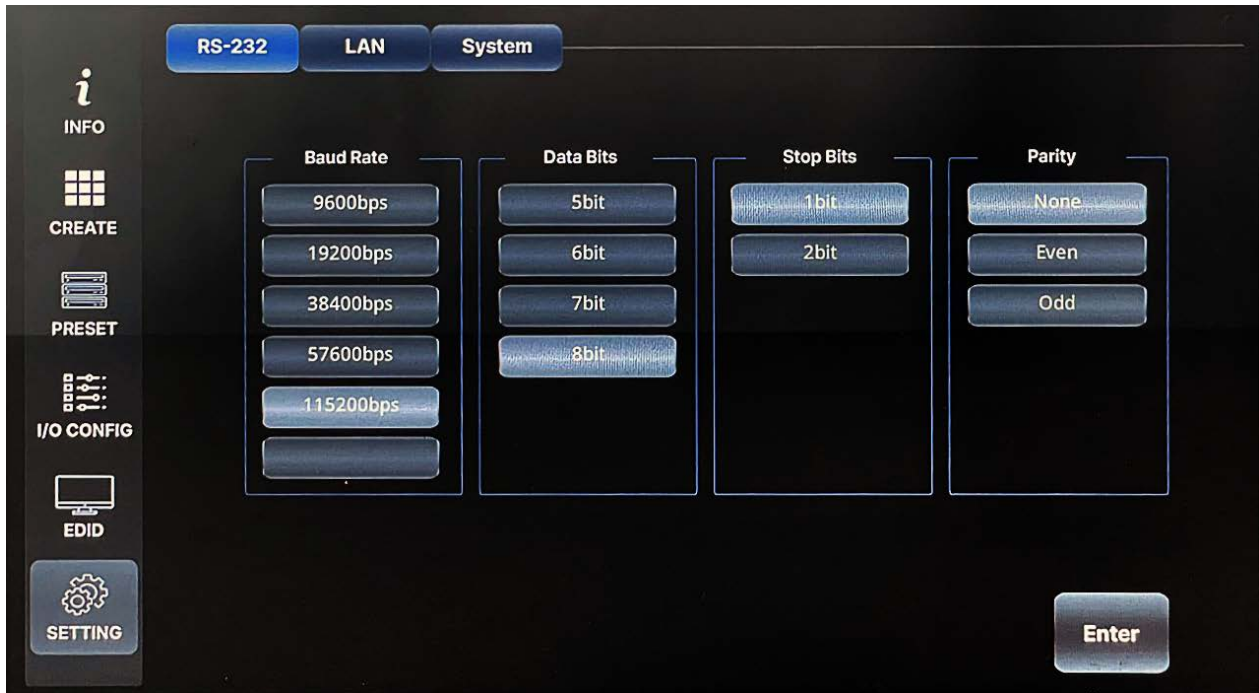 RS-232
LAN
System
INFO
CREATE
PRESET
I/O CONFIG
EDID
SETTING
Baud Rate
9600bps
19200bps
38400bps
57600bps
115200bps
Data Bits
5bit
6bit
7bit
8bit
Stop Bits
1bit
2bit
Parity
None
Even
Odd
Enter